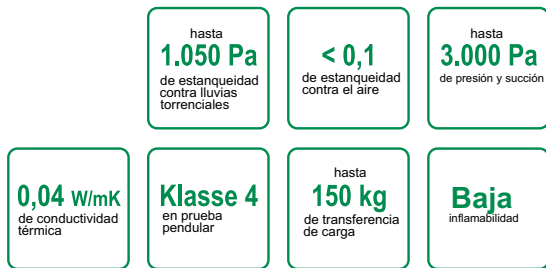 hasta
1.050 Pa
de estanqueidad
contra lluvias
torrenciales
< 0,1
de estanqueidad
contra el aire
hasta
3.000 Pa
de presión y succión
0,04 W/mK
de conductividad
térmica
Klasse 4
en prueba
pendular
hasta
150 kg
de transferencia
de carga
Baja
inflamabilidad